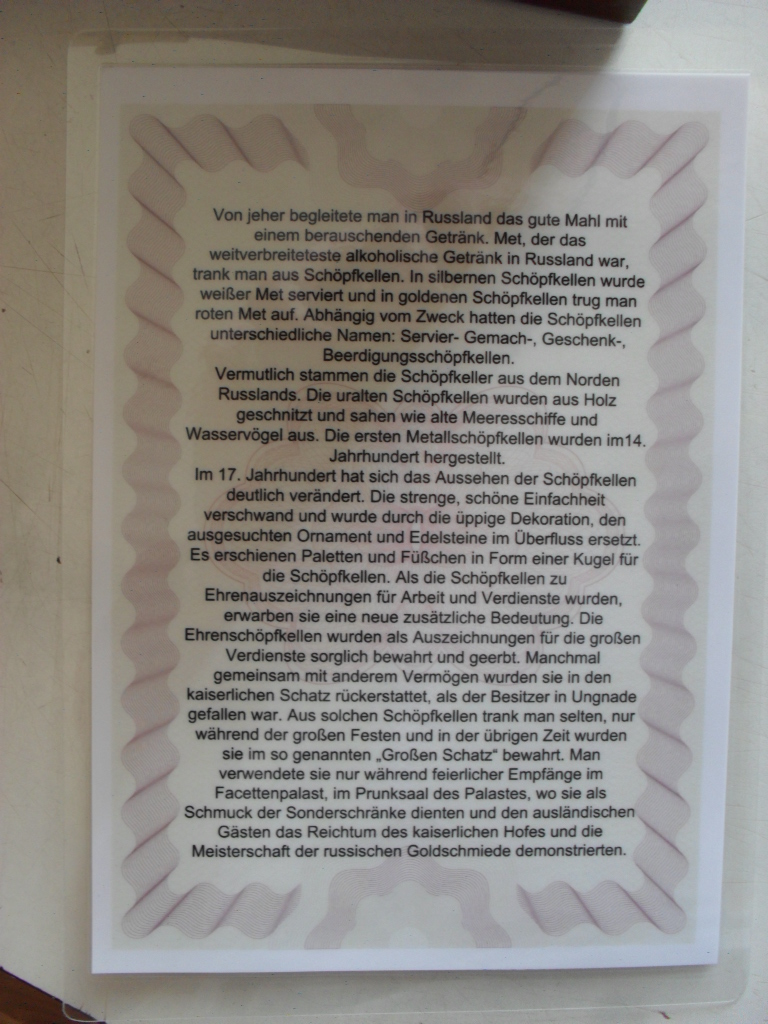 Von jeher begleitete man in Russland das gute Mahl mit
einem berauschenden Getränk. Met, der das
weitverbreiteteste alkoholische Getränk in Russland war,
trank man aus Schöpfkellen. In silbernen Schöpfkellen wurde
weißer Met serviert und in goldenen Schöpfkellen trug man
roten Met auf. Abhängig vom Zweck hatten die Schöpfkellen
unterschiedliche Namen: Servier- Gemach-, Geschenk-,
Beerdigungsschöpfkellen.
Vermutlich stammen die Schöpfkeller aus dem Norden
Russlands. Die uralten Schöpfkellen wurden aus Holz
geschnitzt und sahen wie alte Meeresschiffe und
Wasservögel aus. Die ersten Metallschöpfkellen wurden im14.
Jahrhundert hergestellt.
Im 17. Jahrhundert hat sich das Aussehen der Schöpfkellen
deutlich verändert. Die strenge, schöne Einfachheit
verschwand und wurde durch die üppige Dekoration, den
ausgesuchten Ornament und Edelsteine im Überfluss ersetzt.
Es erschienen Paletten und Füßchen in Form einer Kugel für
die Schöpfkellen. Als die Schöpfkellen zu
Ehrenauszeichnungen für Arbeit und Verdienste wurden,
erwarben sie eine neue zusätzliche Bedeutung. Die
Ehrenschöpfkellen wurden als Auszeichnungen für die großen
Verdienste sorglich bewahrt und geerbt. Manchmal
gemeinsam mit anderem Vermögen wurden sie in den
kaiserlichen Schatz rückerstattet, als der Besitzer in Ungnade
gefallen war. Aus solchen Schöpfkellen trank man selten, nur
während der großen Festen und in der übrigen Zeit wurden
sie im so genannten „Großen Schatz“ bewahrt. Man
verwendete sie nur während feierlicher Empfänge im
Facettenpalast, im Prunksaal des Palastes, wo sie als
Schmuck der Sonderschränke dienten und den ausländischen
Gästen das Reichtum des kaiserlichen Hofes und die
Meisterschaft der russischen Goldschmiede demonstrierten.